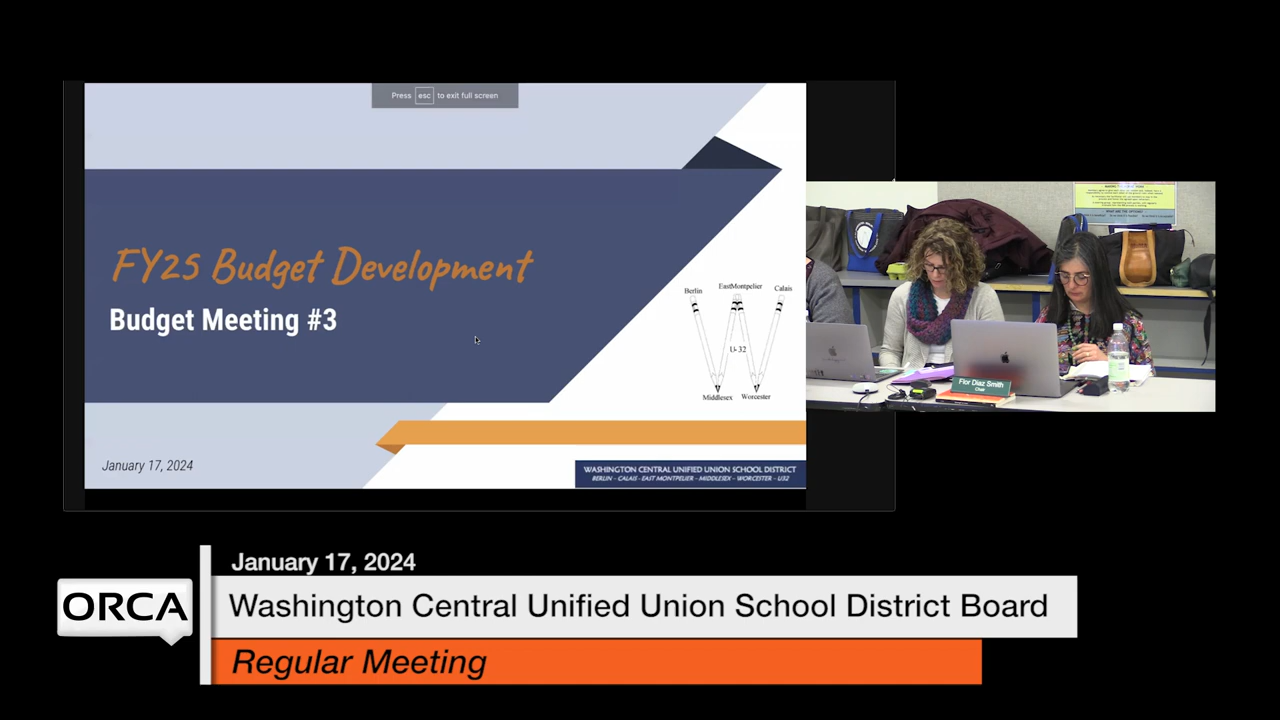 Press esc to exit full screen
FY25 Budget Development
Budget Meeting #3
Berlin
EastMontpelier
Calais
U-32
Middlesex
Worcester
January 17, 2024
WASHINGTON CENTRAL UNIFIED UNION SCHOOL DISTRICT
BERLIN - CALAIS - EAST MONTPELIER - MIDDLESEX - WORCESTER - U32
Flor Diaz Smith
Chair
January 17, 2024
ORCA
Washington Central Unified Union School District Board
Regular Meeting